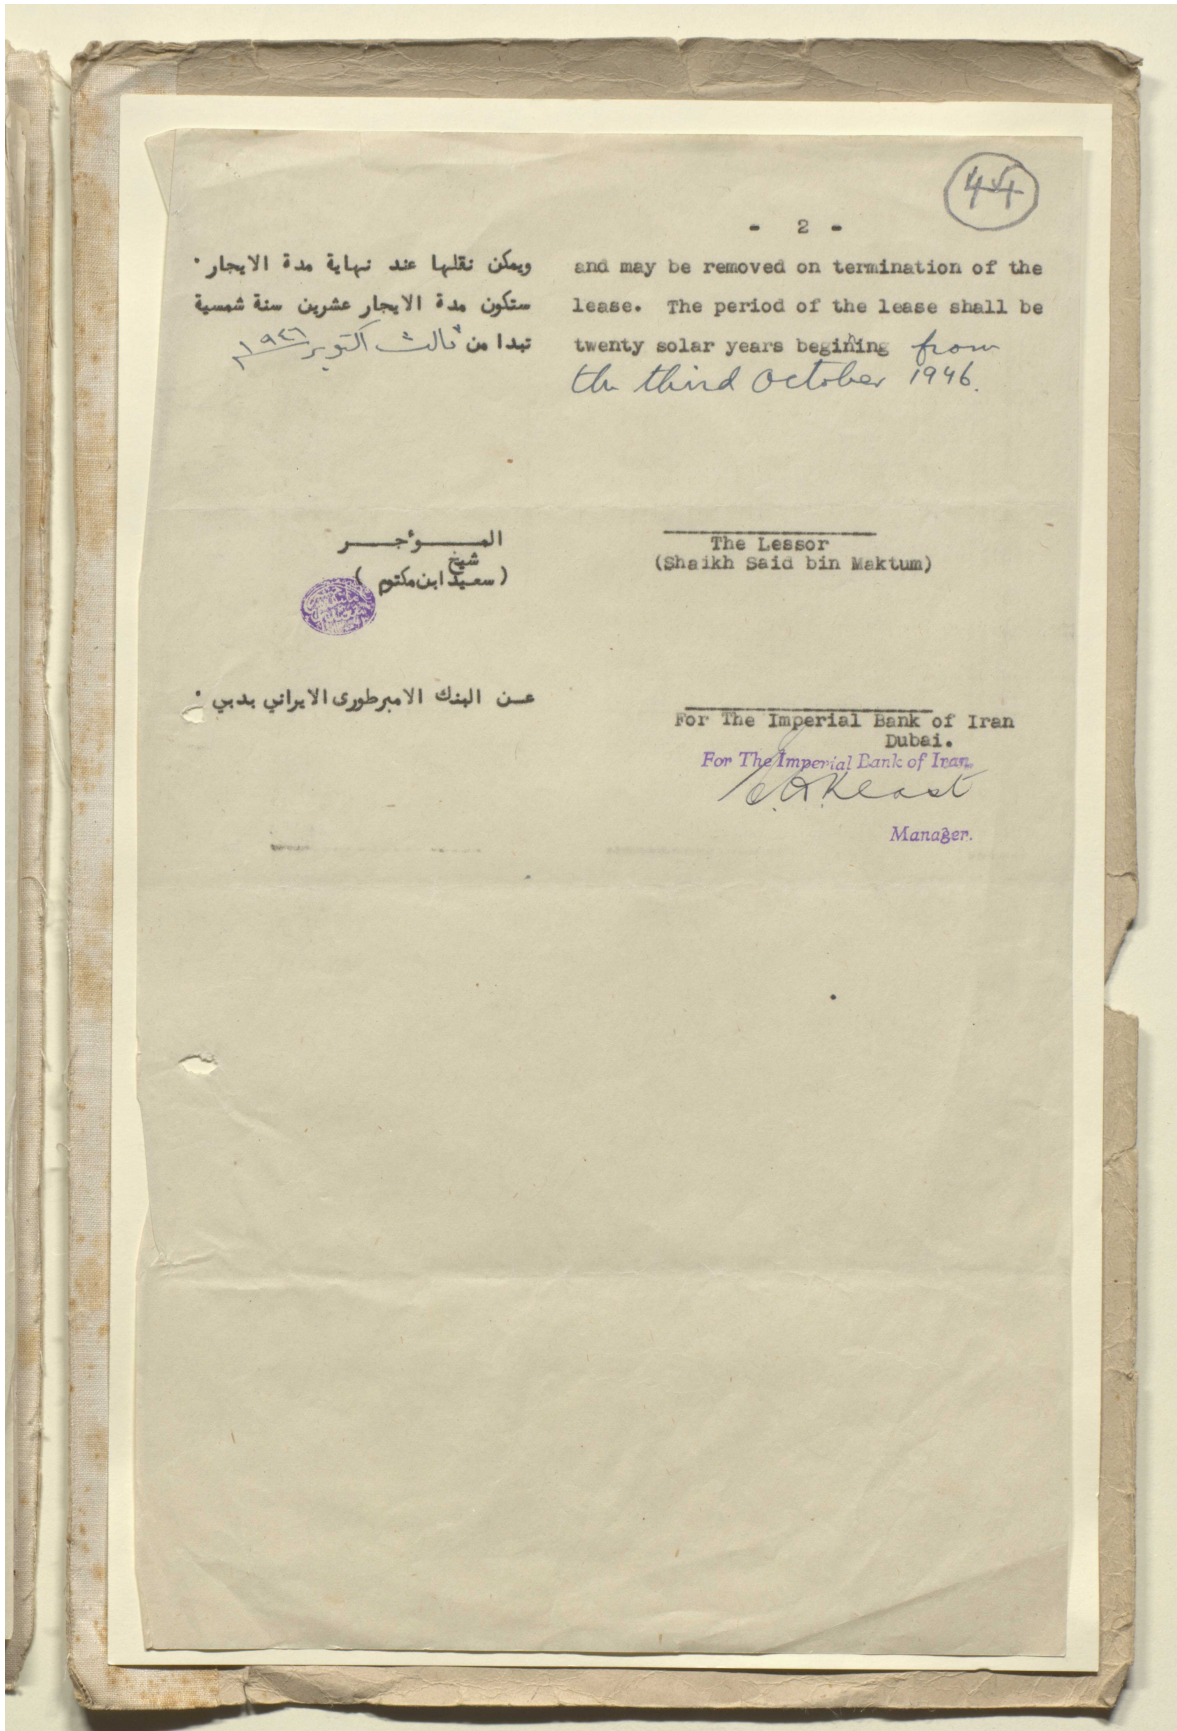 44
- 2 -
and may be removed on termination of the
lease. The period of the lease shall be
twenty solar years begining from
the third October 1946.
ويمكن نقلها عند نهاية مدة الايجار .
ستكون مدة الايجار عشرين سنة شمسية
تبدا من ثالث اكتوبر ١٩٤٦
The Lessor
(Shaikh Said bin Maktum)
المـــؤجـــر
شيخ
(سعيد ابن مكتوم)
عـن البنك الامبرطورى الايراني بدبي .
For The Imperial Bank of Iran
Dubai.
For The Imperial Bank of Iran
Manager.